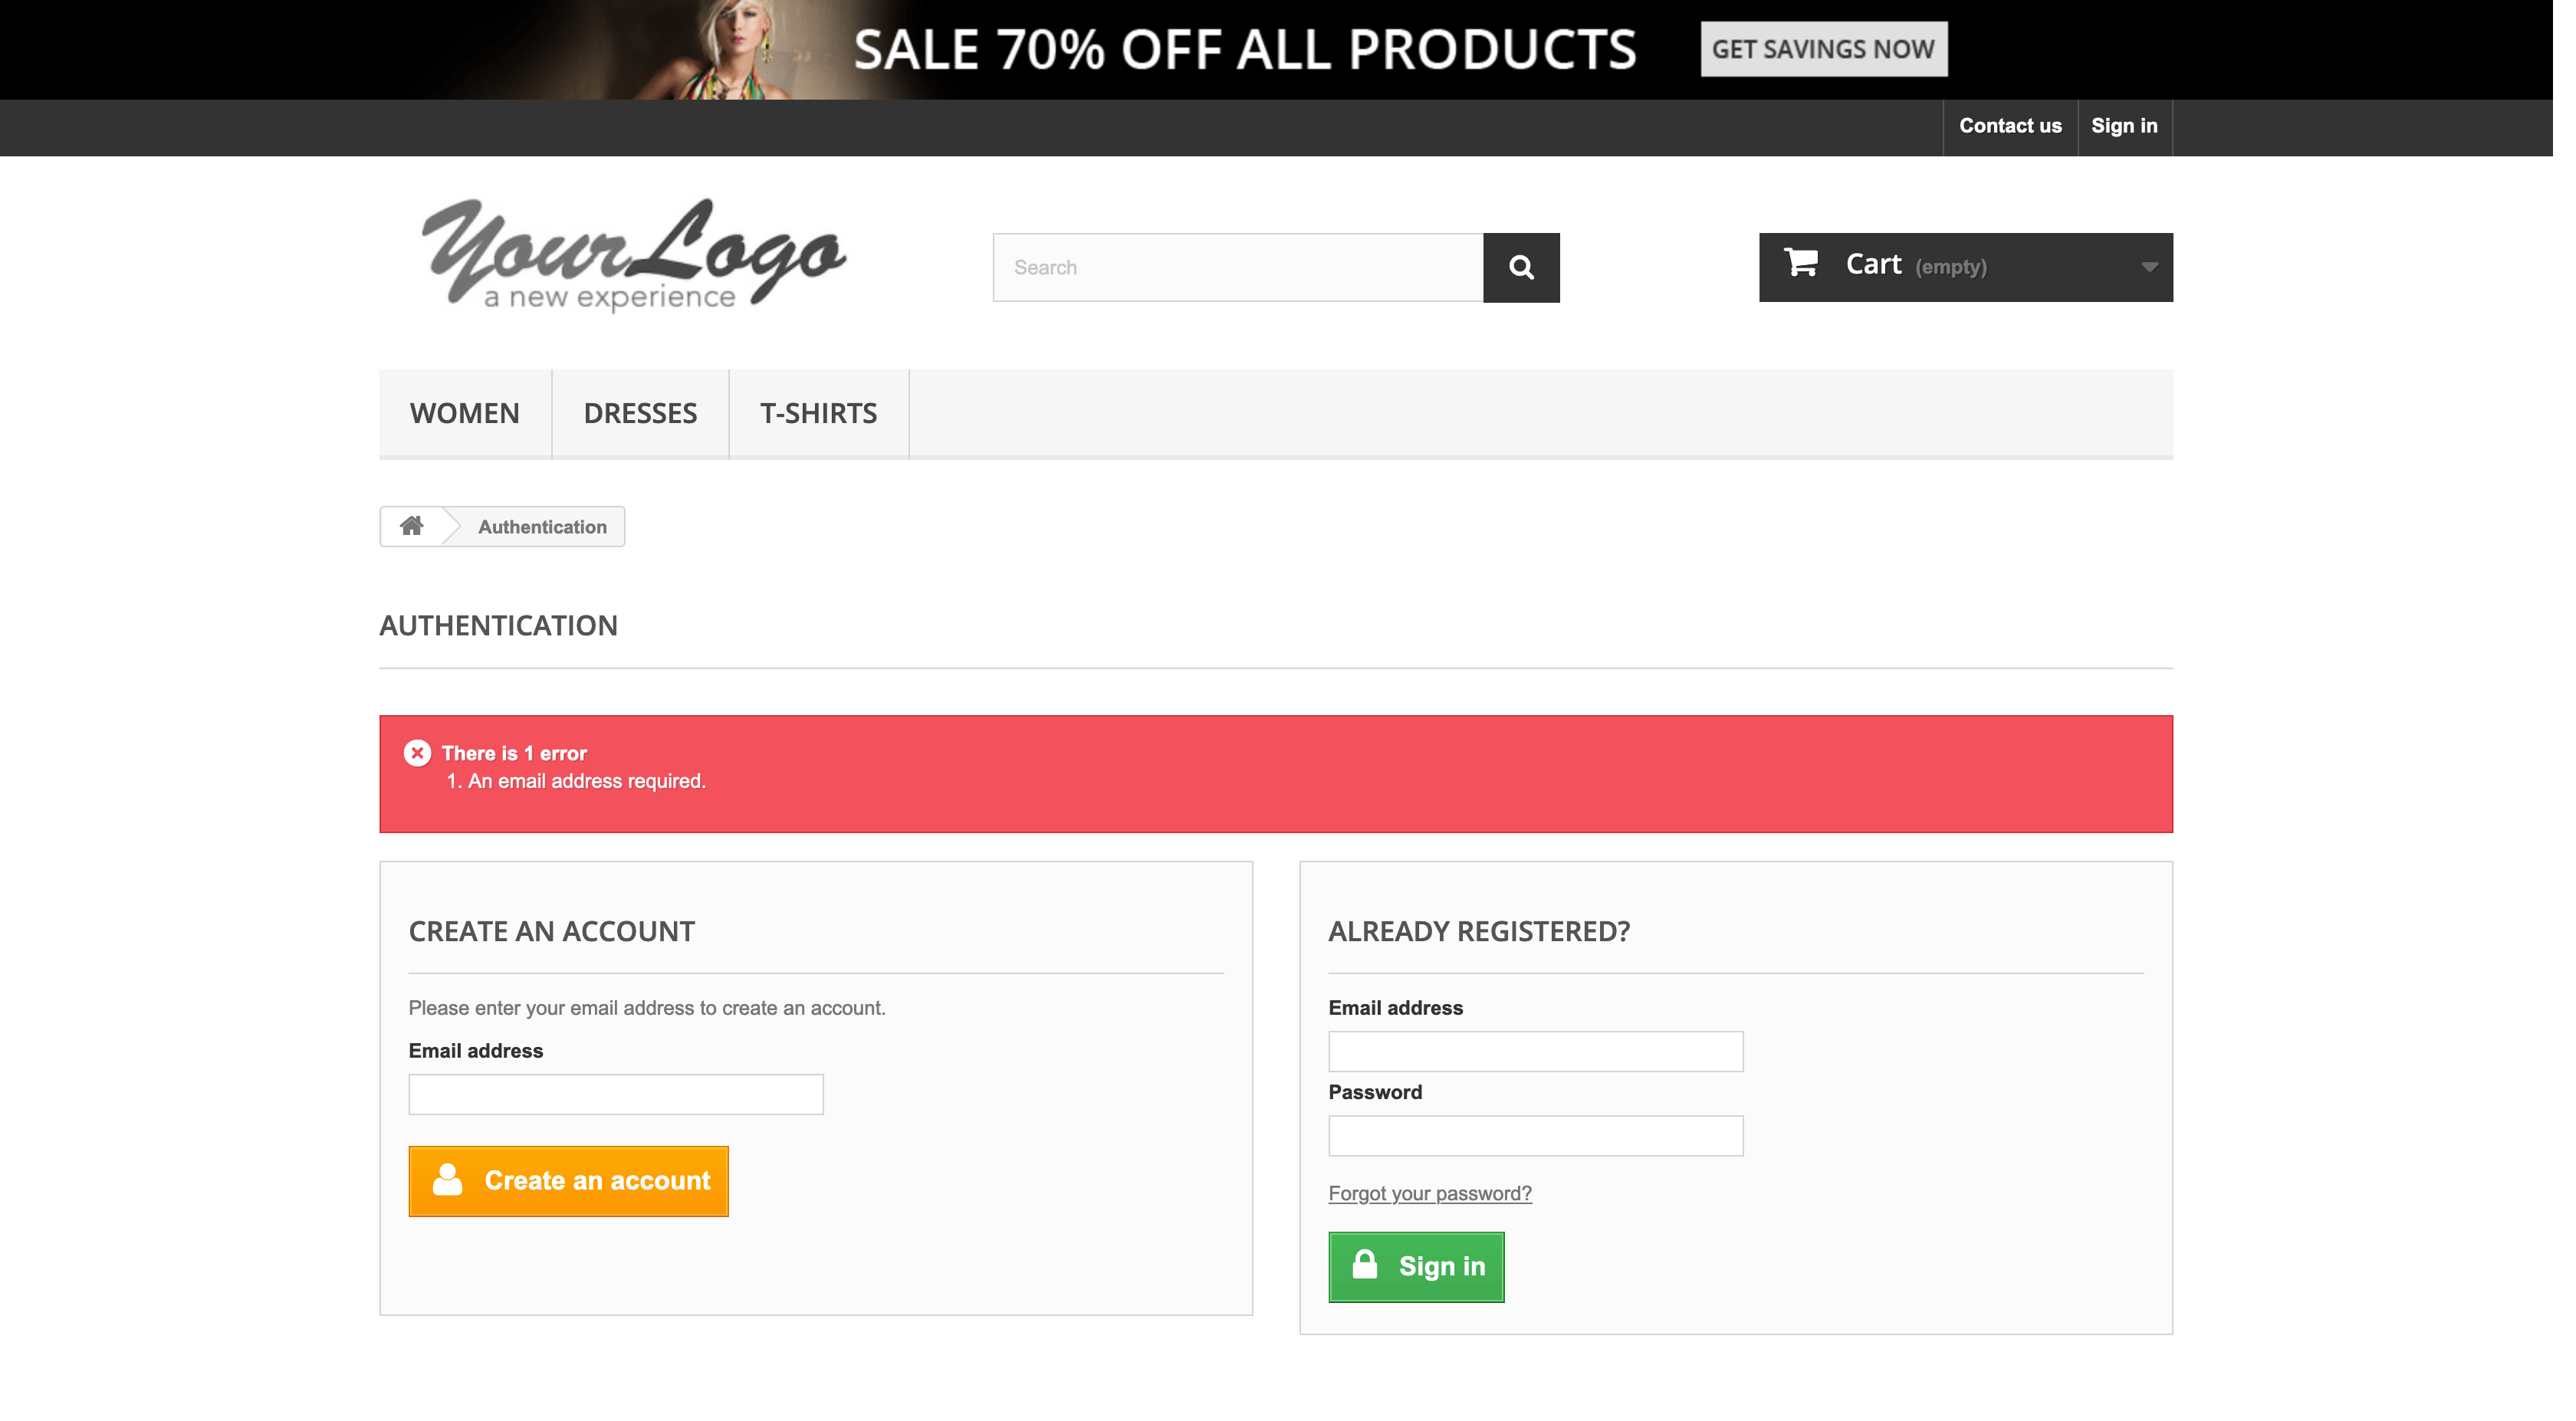 SALE 70% OFF ALL PRODUCTS GET SAVINGS NOW
Contact us Sign in
YourLogo
a new experience
Search
Cart (empty)
WOMEN DRESSES T-SHIRTS
Authentication
AUTHENTICATION
There is 1 error
1. An email address required.
CREATE AN ACCOUNT
Please enter your email address to create an account.
Email address
Create an account
ALREADY REGISTERED?
Email address
Password
Forgot your password?
Sign in